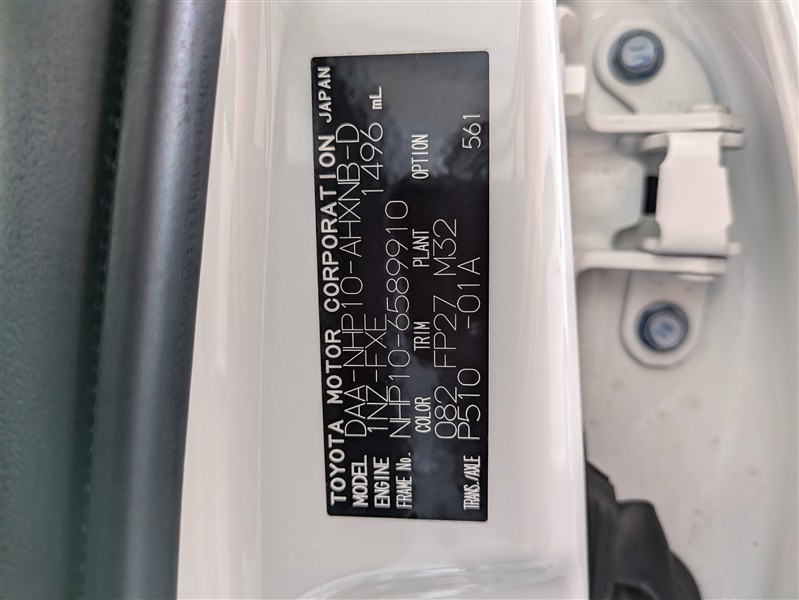 TOYOTA MOTOR CORPORATION JAPAN
MODEL DAA-NHP10-AHXNB-D
ENGINE 1NZ-FXE 1496 mL
FRAME No. NHP10-6589910
COLOR TRIM PLANT OPTION
082 FP27 M32 561
TRANS./AXLE P510 -01A